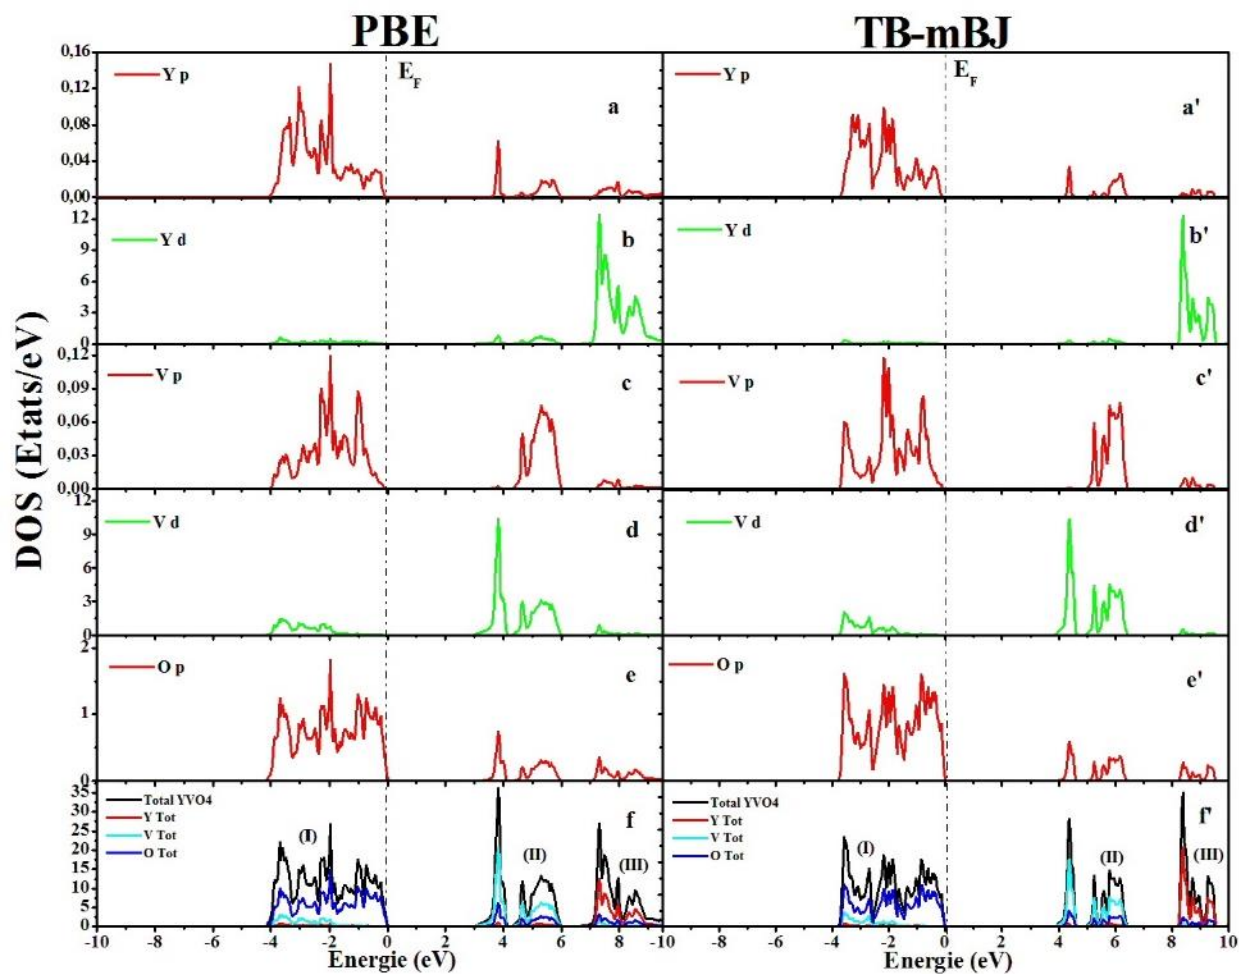 PBE
TB-mBJ
DOS (Etats/eV)
0,16
0,12
0,08
0,04
0,00
Y p
E_F
a
Y p
E_F
a'
12
9
6
3
0
Y d
b
Y d
b'
0,12
0,09
0,06
0,03
0,00
V p
c
V p
c'
12
9
6
3
0
V d
d
V d
d'
2
1
0
O p
e
O p
e'
35
30
25
20
15
10
5
0
Total YVO4
Y Tot
V Tot
O Tot
(I)
(II)
(III)
f
Total YVO4
Y Tot
V Tot
O Tot
(I)
(II)
(III)
f'
-10 -8 -6 -4 -2 0 2 4 6 8 -10 -8 -6 -4 -2 0 2 4 6 8 10
Energie (eV)
Energie (eV)